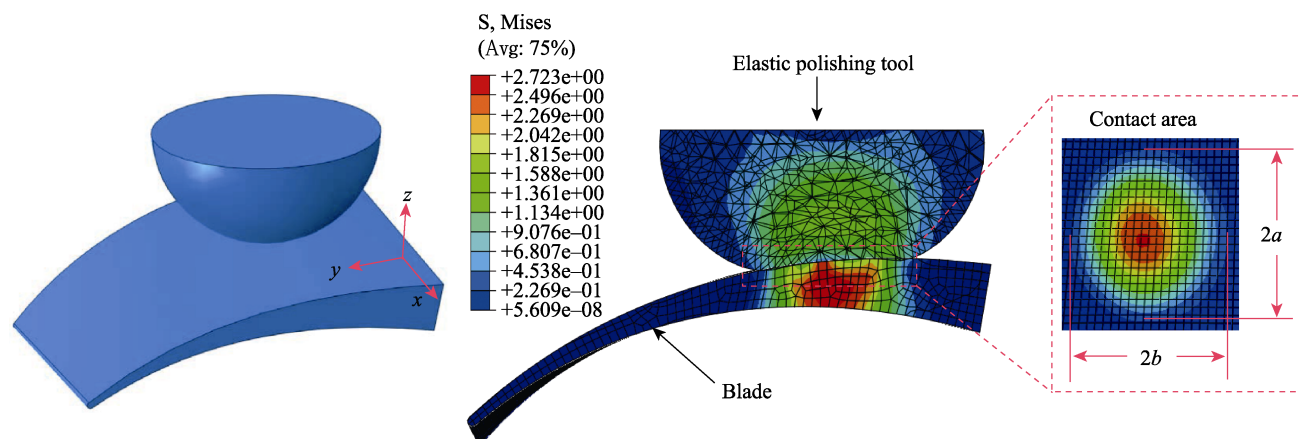 z
y
x
S, Mises
(Avg: 75%)
+2.723e+00
+2.496e+00
+2.269e+00
+2.042e+00
+1.815e+00
+1.588e+00
+1.361e+00
+1.134e+00
+9.076e–01
+6.807e–01
+4.538e–01
+2.269e–01
+5.609e–08
Elastic polishing tool
Blade
Contact area
2a
2b